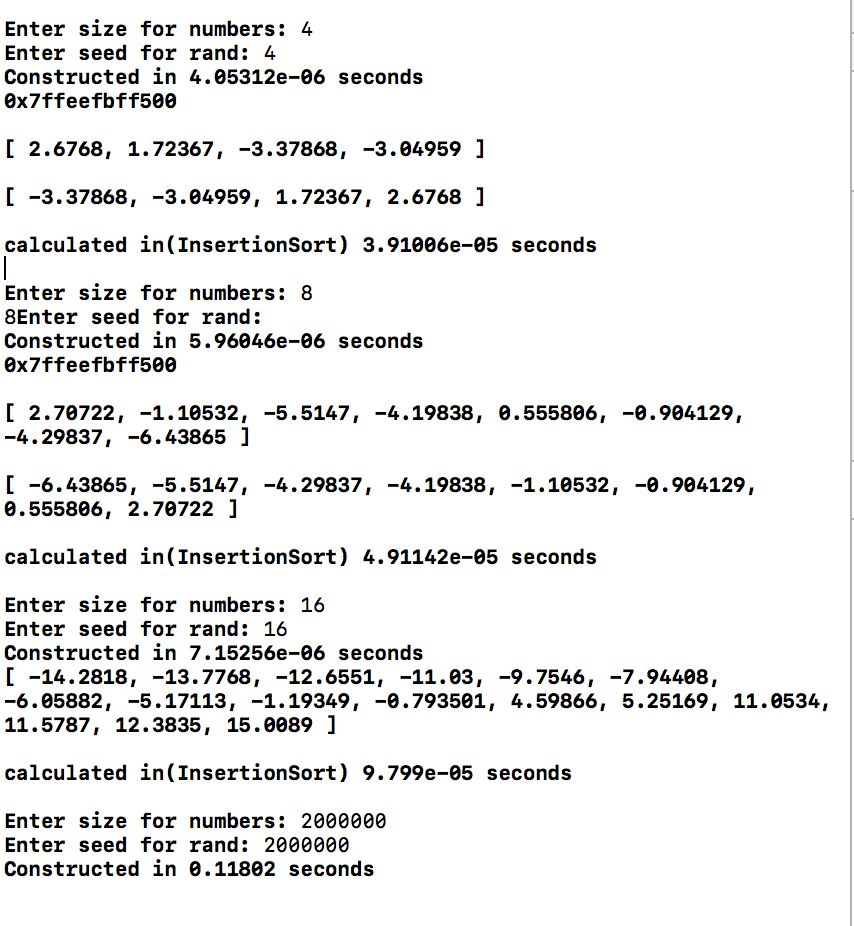 Enter size for numbers: 4
Enter seed for rand: 4
Constructed in 4.05312e-06 seconds
0x7ffeefbff500
[ 2.6768, 1.72367, -3.37868, -3.04959 ]
[ -3.37868, -3.04959, 1.72367, 2.6768 ]
calculated in(InsertionSort) 3.91006e-05 seconds
Enter size for numbers: 8
8Enter seed for rand:
Constructed in 5.96046e-06 seconds
0x7ffeefbff500
[ 2.70722, -1.10532, -5.5147, -4.19838, 0.555806, -0.904129,
-4.29837, -6.43865 ]
[ -6.43865, -5.5147, -4.29837, -4.19838, -1.10532, -0.904129,
0.555806, 2.70722 ]
calculated in(InsertionSort) 4.91142e-05 seconds
Enter size for numbers: 16
Enter seed for rand: 16
Constructed in 7.15256e-06 seconds
[ -14.2818, -13.7768, -12.6551, -11.03, -9.7546, -7.94408,
-6.05882, -5.17113, -1.19349, -0.793501, 4.59866, 5.25169, 11.0534,
11.5787, 12.3835, 15.0089 ]
calculated in(InsertionSort) 9.799e-05 seconds
Enter size for numbers: 2000000
Enter seed for rand: 2000000
Constructed in 0.11802 seconds